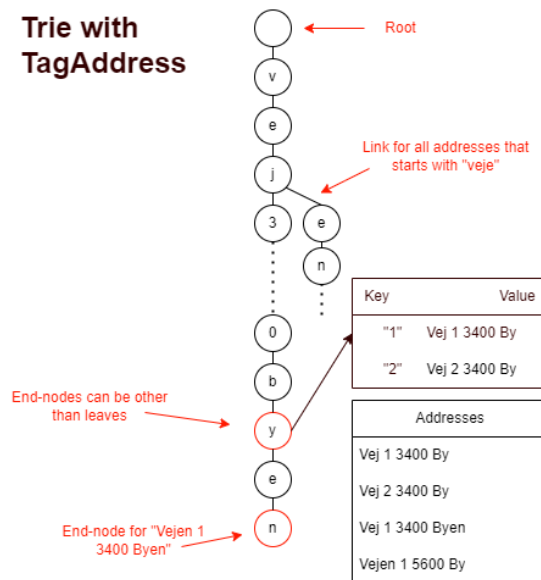 Trie with
TagAddress
Root
v
e
j
Link for all addresses that
starts with "veje"
3
e
n
Key Value
"1" Vej 1 3400 By
"2" Vej 2 3400 By
0
b
End-nodes can be other
than leaves
y
Addresses
Vej 1 3400 By
Vej 2 3400 By
Vej 1 3400 Byen
Vejen 1 5600 By
e
n
End-node for "Vejen 1
3400 Byen"